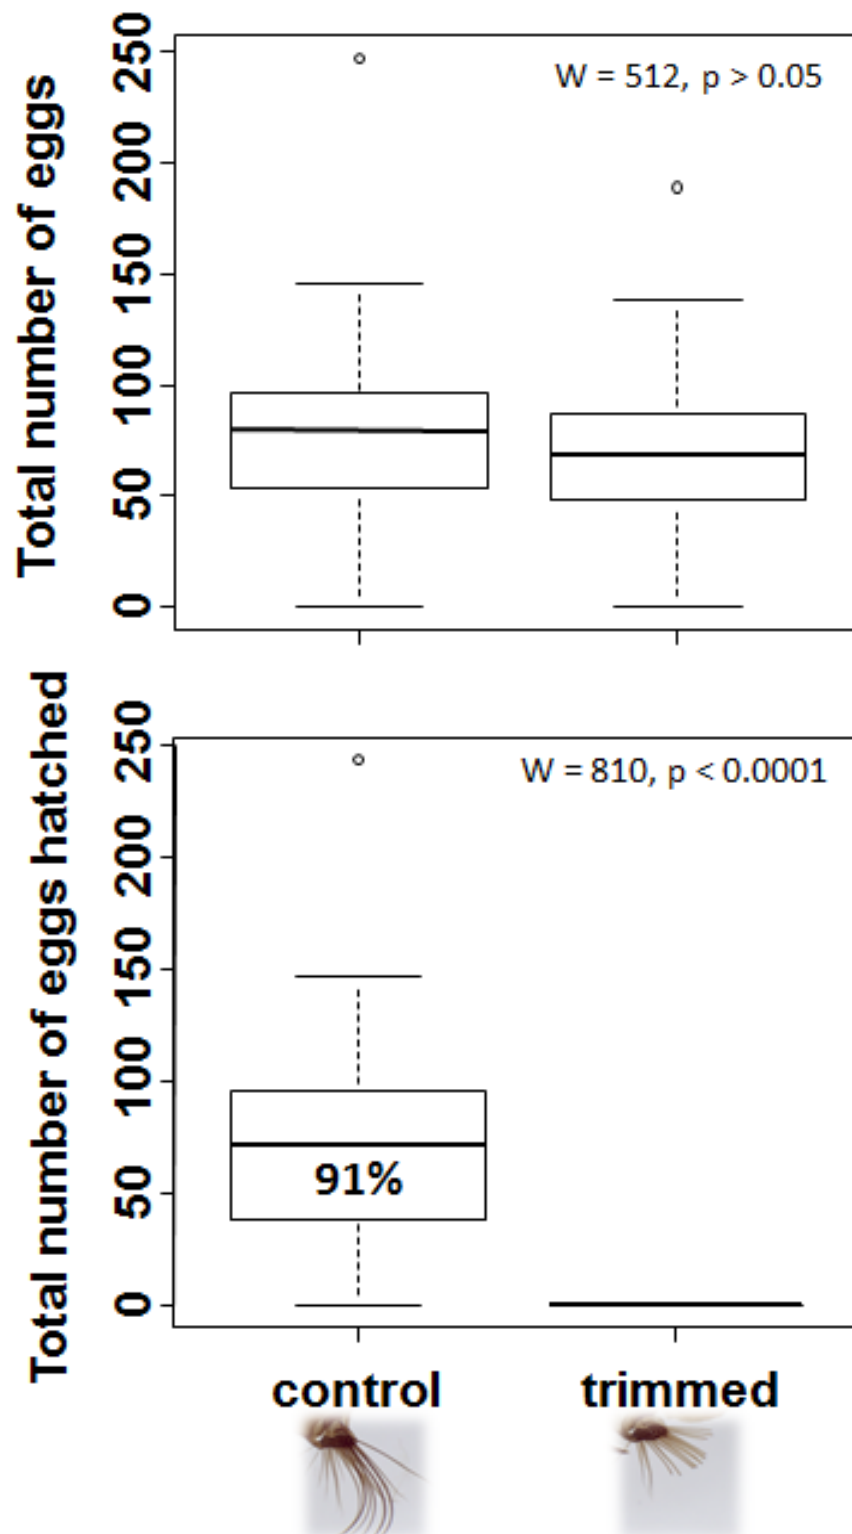 Total number of eggs
250
200
150
100
50
0
W = 512, p > 0.05
Total number of eggs hatched
250
200
150
100
50
0
W = 810, p < 0.0001
91%
control
trimmed